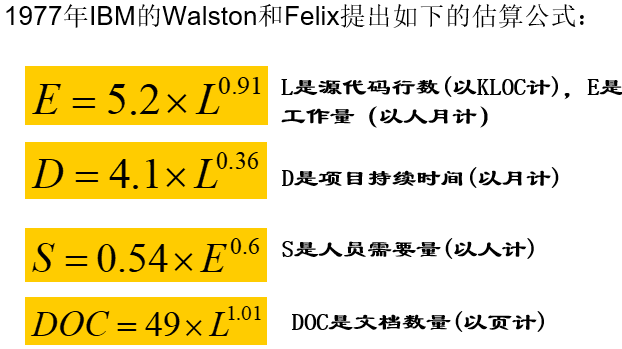 1977年IBM的Walston和Felix提出如下的估算公式：
E = 5.2 × L^0.91
L是源代码行数(以KLOC计)，E是
工作量 (以人月计)
D = 4.1 × L^0.36
D是项目持续时间(以月计)
S = 0.54 × E^0.6
S是人员需要量(以人计)
DOC = 49 × L^1.01
DOC是文档数量(以页计)